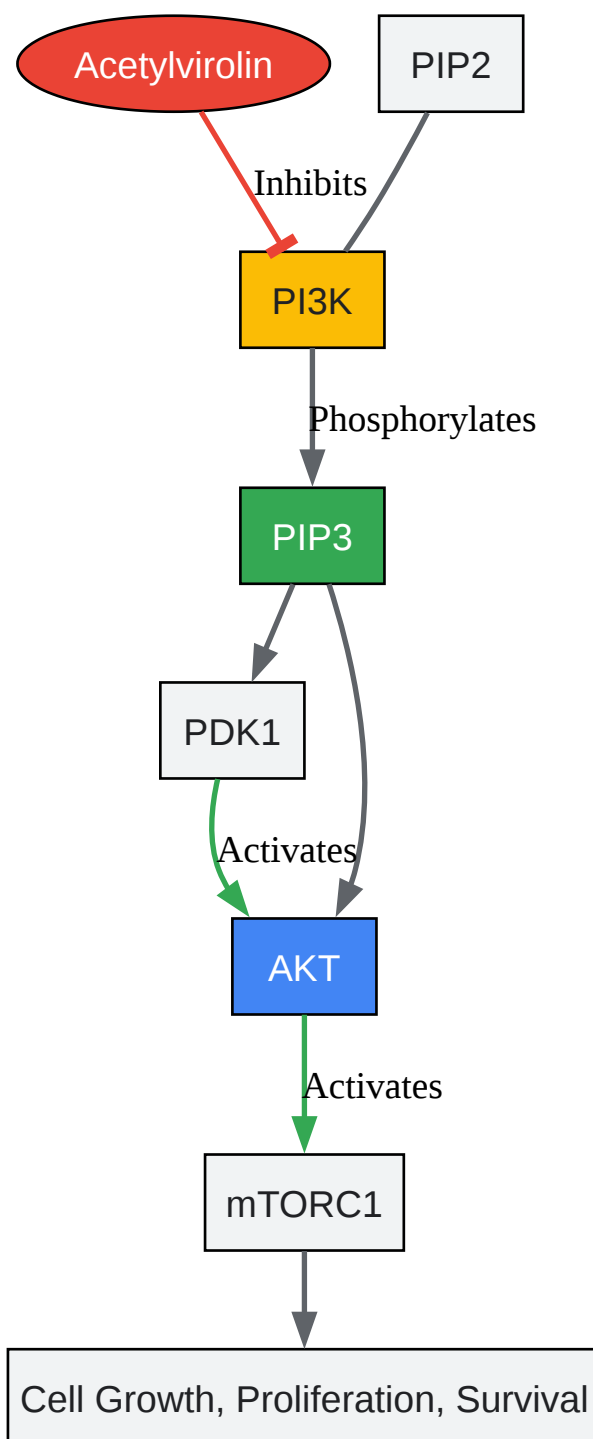 Acetylvirolin
PIP2
Inhibits
PI3K
Phosphorylates
PIP3
PDK1
Activates
AKT
Activates
mTORC1
Cell Growth, Proliferation, Survival